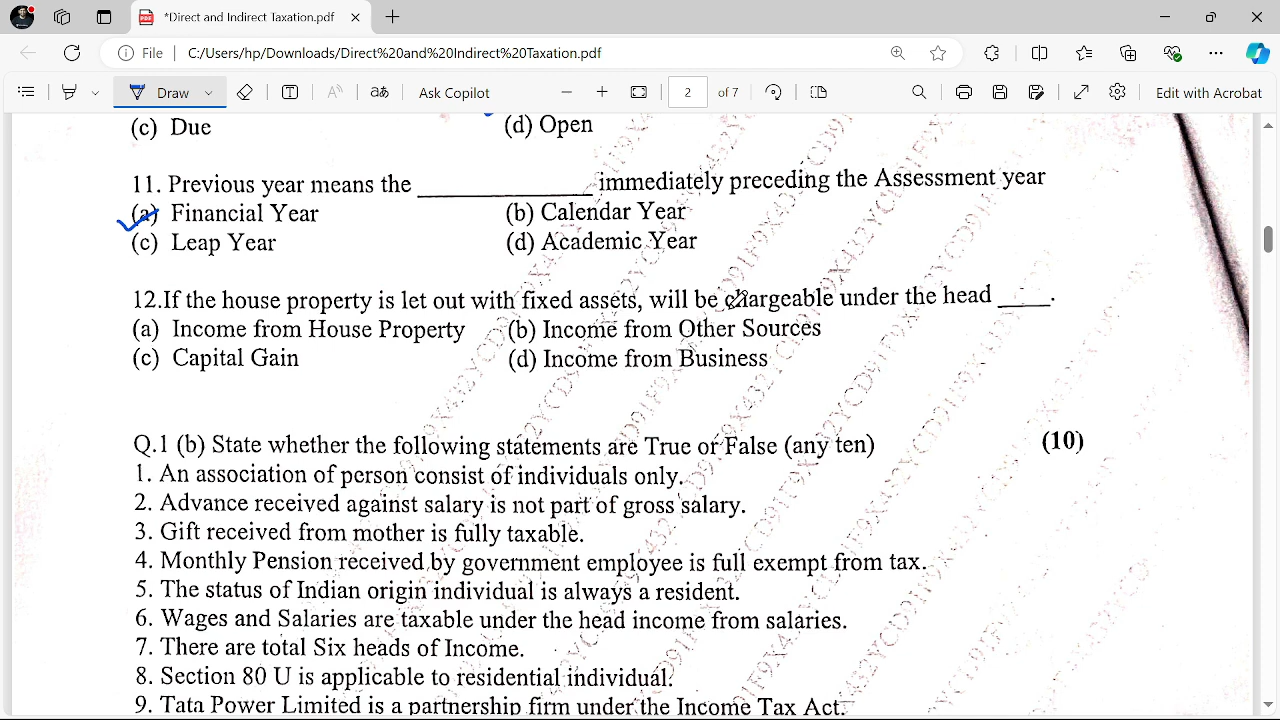 *Direct and Indirect Taxation.pdf
File C:/Users/hp/Downloads/Direct%20and%20Indirect%20Taxation.pdf
Draw Ask Copilot 2 of 7 Edit with Acrobat
(c) Due (d) Open
11. Previous year means the ______________ immediately preceding the Assessment year
(a) Financial Year (b) Calendar Year
(c) Leap Year (d) Academic Year
12.If the house property is let out with fixed assets, will be chargeable under the head ____.
(a) Income from House Property (b) Income from Other Sources
(c) Capital Gain (d) Income from Business
Q.1 (b) State whether the following statements are True or False (any ten) (10)
1. An association of person consist of individuals only.
2. Advance received against salary is not part of gross salary.
3. Gift received from mother is fully taxable.
4. Monthly Pension received by government employee is full exempt from tax.
5. The status of Indian origin individual is always a resident.
6. Wages and Salaries are taxable under the head income from salaries.
7. There are total Six heads of Income.
8. Section 80 U is applicable to residential individual.
9. Tata Power Limited is a partnership firm under the Income Tax Act.